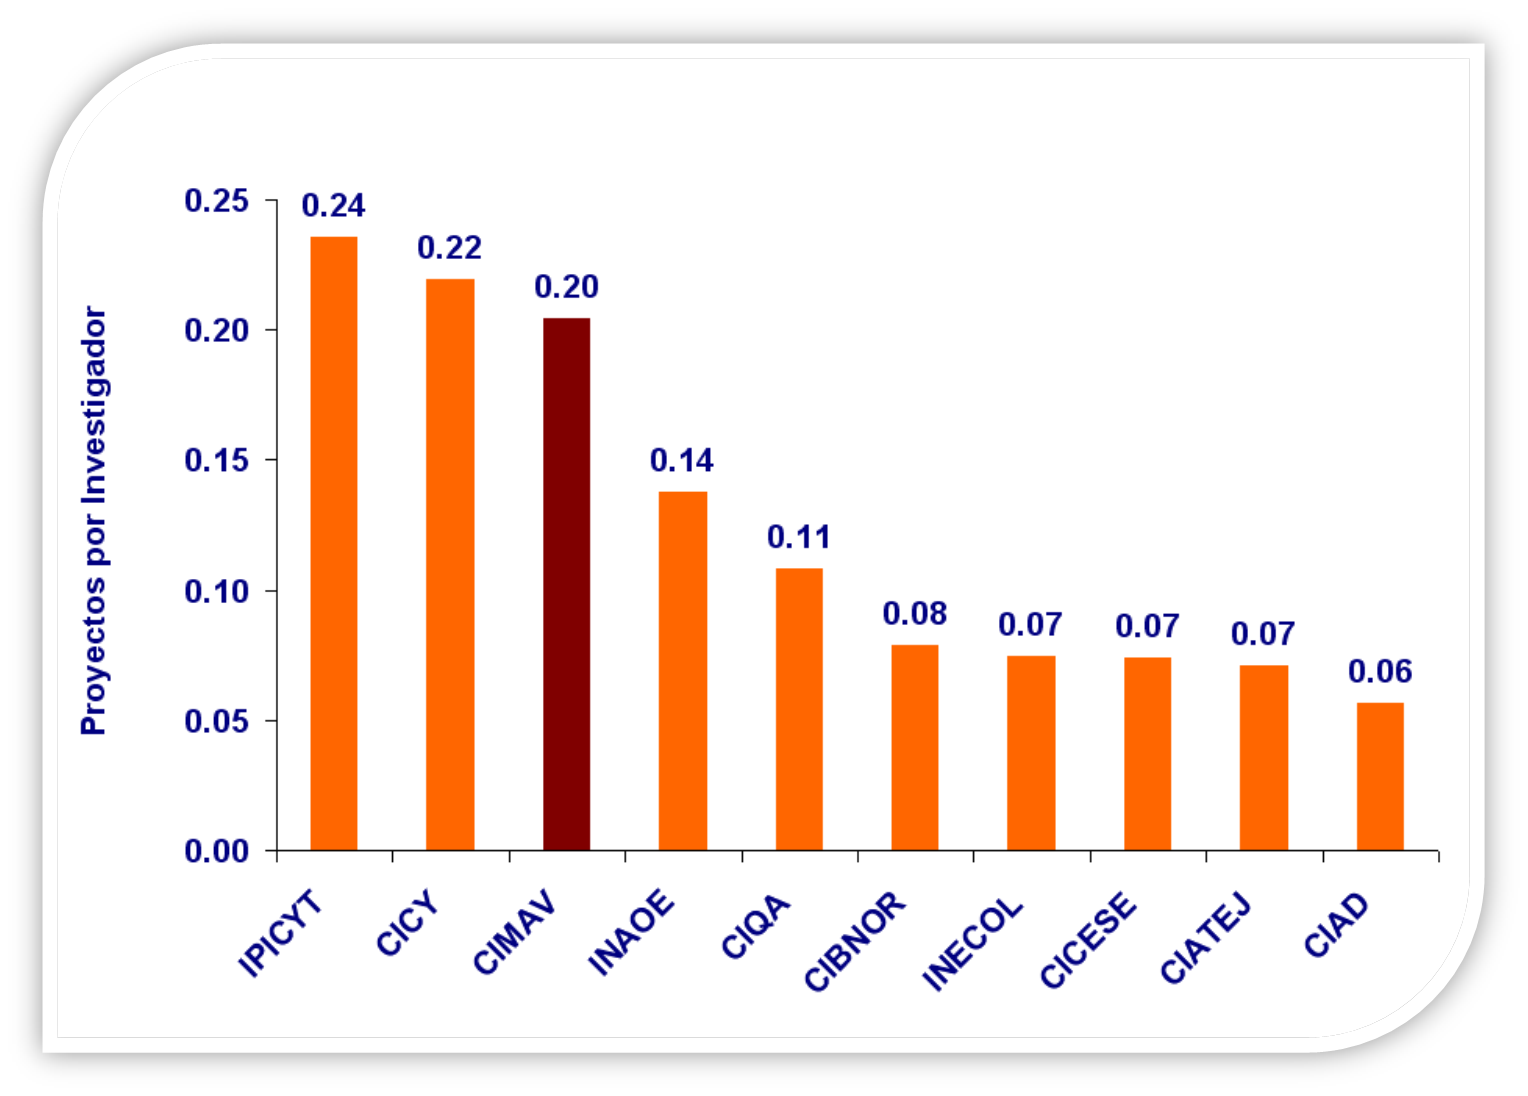 Proyectos por Investigador
0.25
0.20
0.15
0.10
0.05
0.00
0.24
0.22
0.20
0.14
0.11
0.08
0.07
0.07
0.07
0.06
IPICYT
CICY
CIMAV
INAOE
CIQA
CIBNOR
INECOL
CICESE
CIATEJ
CIAD